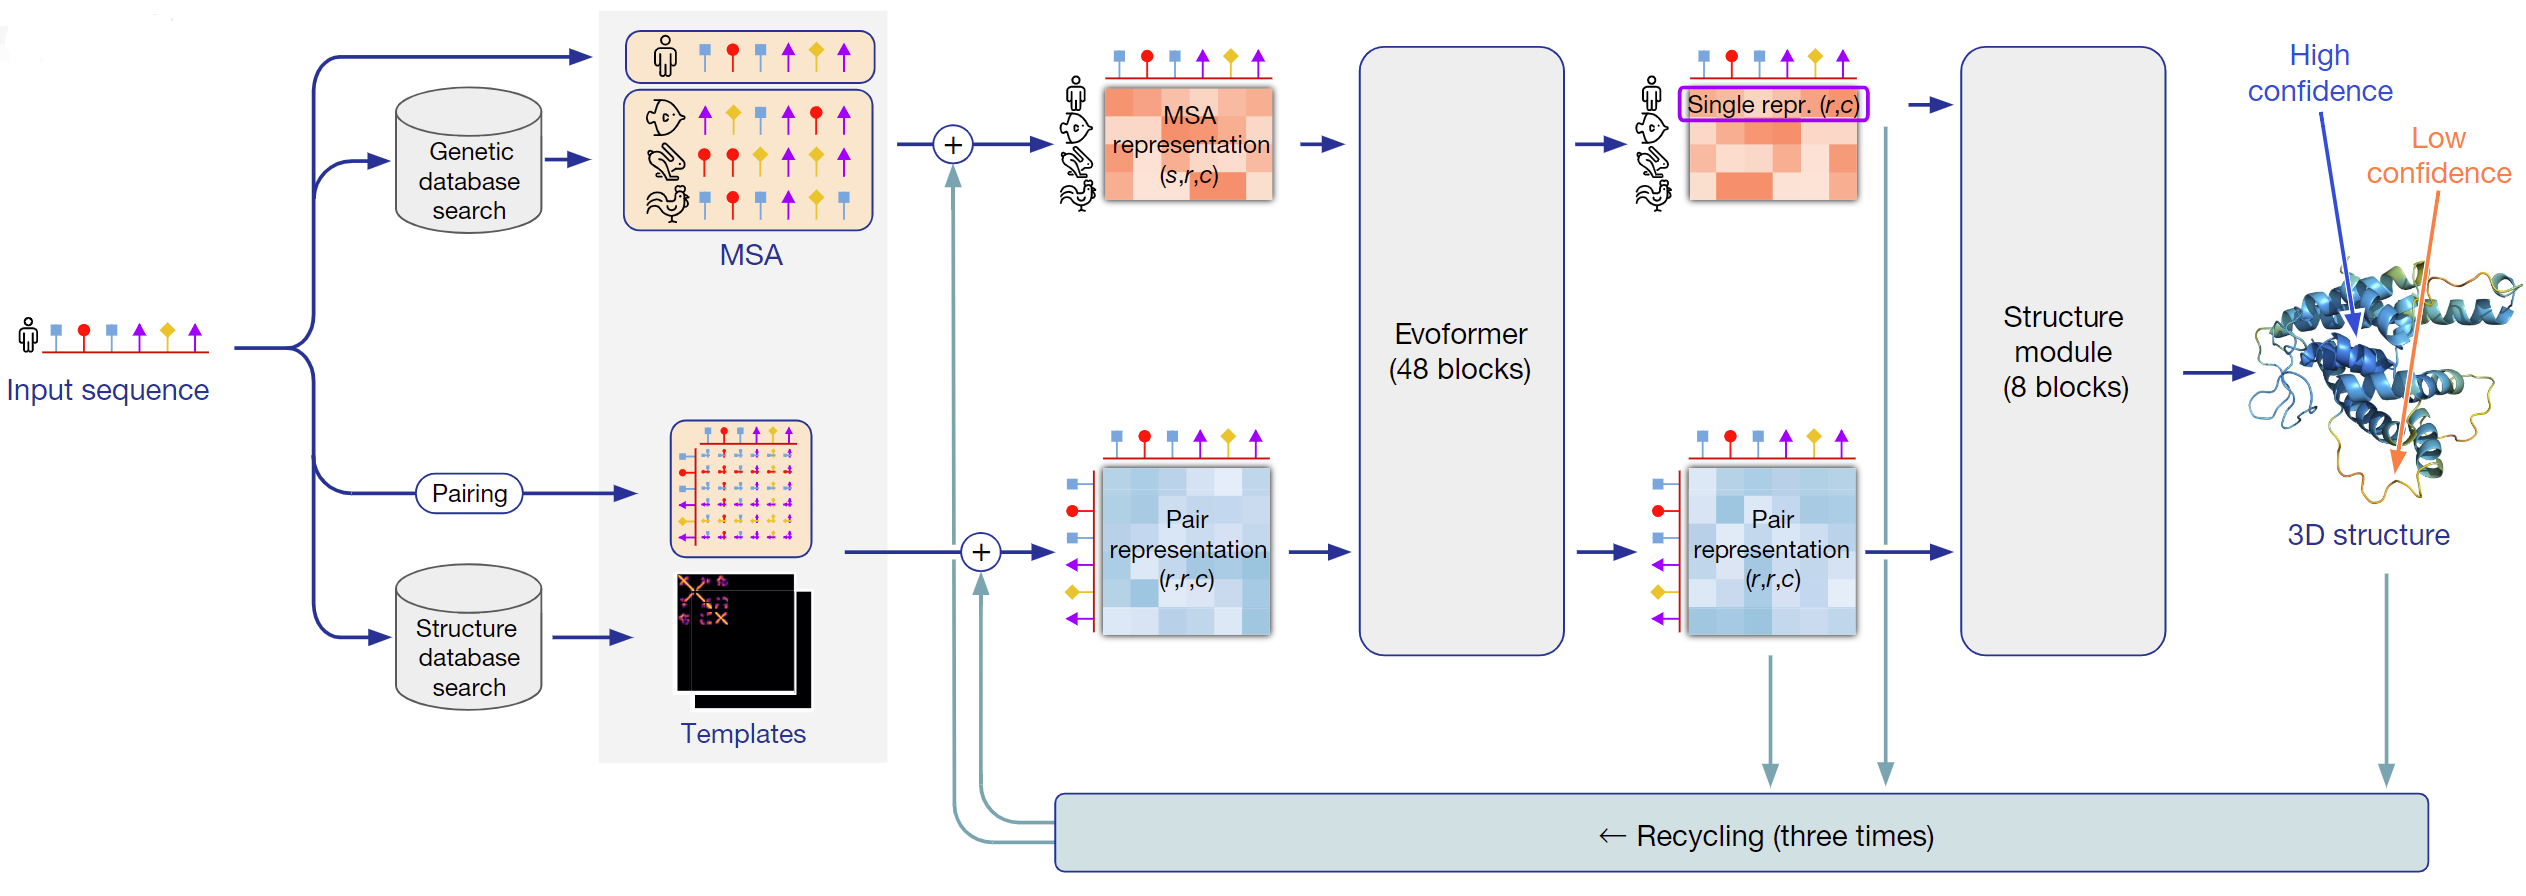 Input sequence
Genetic
database
search
Pairing
Structure
database
search
MSA
Templates
+
+
MSA
representation
(s,r,c)
Pair
representation
(r,r,c)
Evoformer
(48 blocks)
Single repr. (r,c)
Pair
representation
(r,r,c)
Structure
module
(8 blocks)
High
confidence
Low
confidence
3D structure
← Recycling (three times)